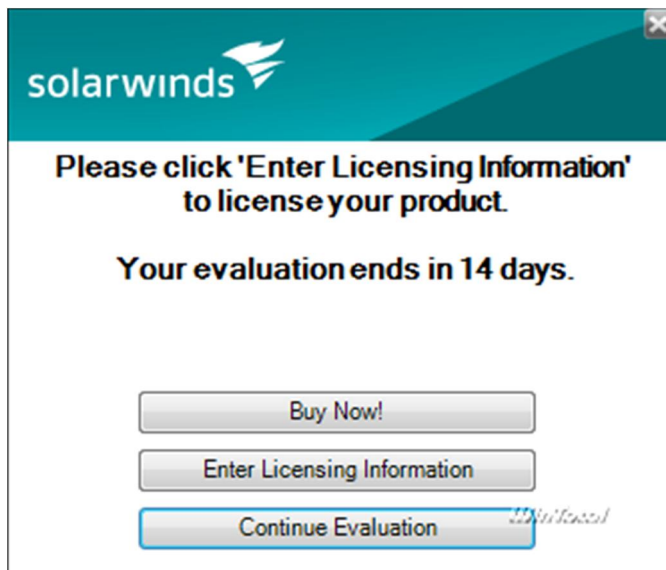 solarwinds
Please click 'Enter Licensing Information'
to license your product.
Your evaluation ends in 14 days.
Buy Now!
Enter Licensing Information
Continue Evaluation